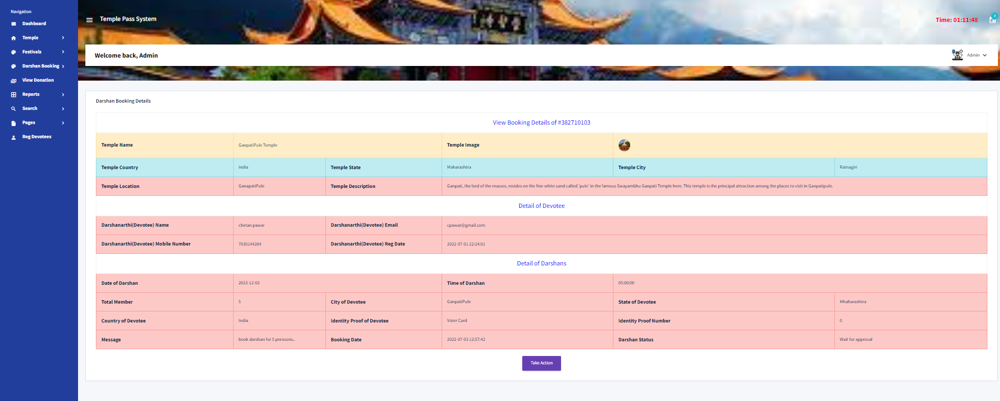 Navigation
Dashboard
Temple
Festivals
Darshan Booking
View Donation
Reports
Search
Pages
Reg Devotees
Temple Pass System
Time: 01:11:48
Welcome back, Admin
Admin
Darshan Booking Details
View Booking Details of #382710103
Temple Name GanpatiPule Temple Temple Image
Temple Country India Temple State Maharashtra Temple City Ratnagiri
Temple Location GanapatiPule Temple Description Ganpati, the lord of the masses, resides on the fine white sand called 'pule' in the famous Swayambhu Ganpati Temple here. This temple is the principal attraction among the places to visit in Ganpatipule.
Detail of Devotee
Darshanarthi(Devotee) Name chetan pawar Darshanarthi(Devotee) Email cpawar@gmail.com
Darshanarthi(Devotee) Mobile Number 7030144284 Darshanarthi(Devotee) Reg Date 2022-07-01 22:24:01
Detail of Darshans
Date of Darshan 2023-12-02 Time of Darshan 05:00:00
Total Member 5 City of Devotee GanpatiPule State of Devotee Mhaharashtra
Country of Devotee India Identity Proof of Devotee Voter Card Identity Proof Number 0
Message book darshan for 5 perosons.. Booking Date 2022-07-03 12:57:42 Darshan Status Wait for approval
Take Action